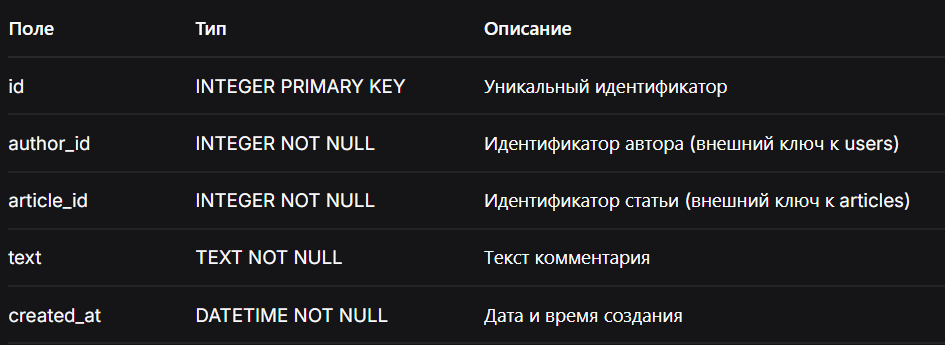 Поле Тип Описание
id INTEGER PRIMARY KEY Уникальный идентификатор
author_id INTEGER NOT NULL Идентификатор автора (внешний ключ к users)
article_id INTEGER NOT NULL Идентификатор статьи (внешний ключ к articles)
text TEXT NOT NULL Текст комментария
created_at DATETIME NOT NULL Дата и время создания